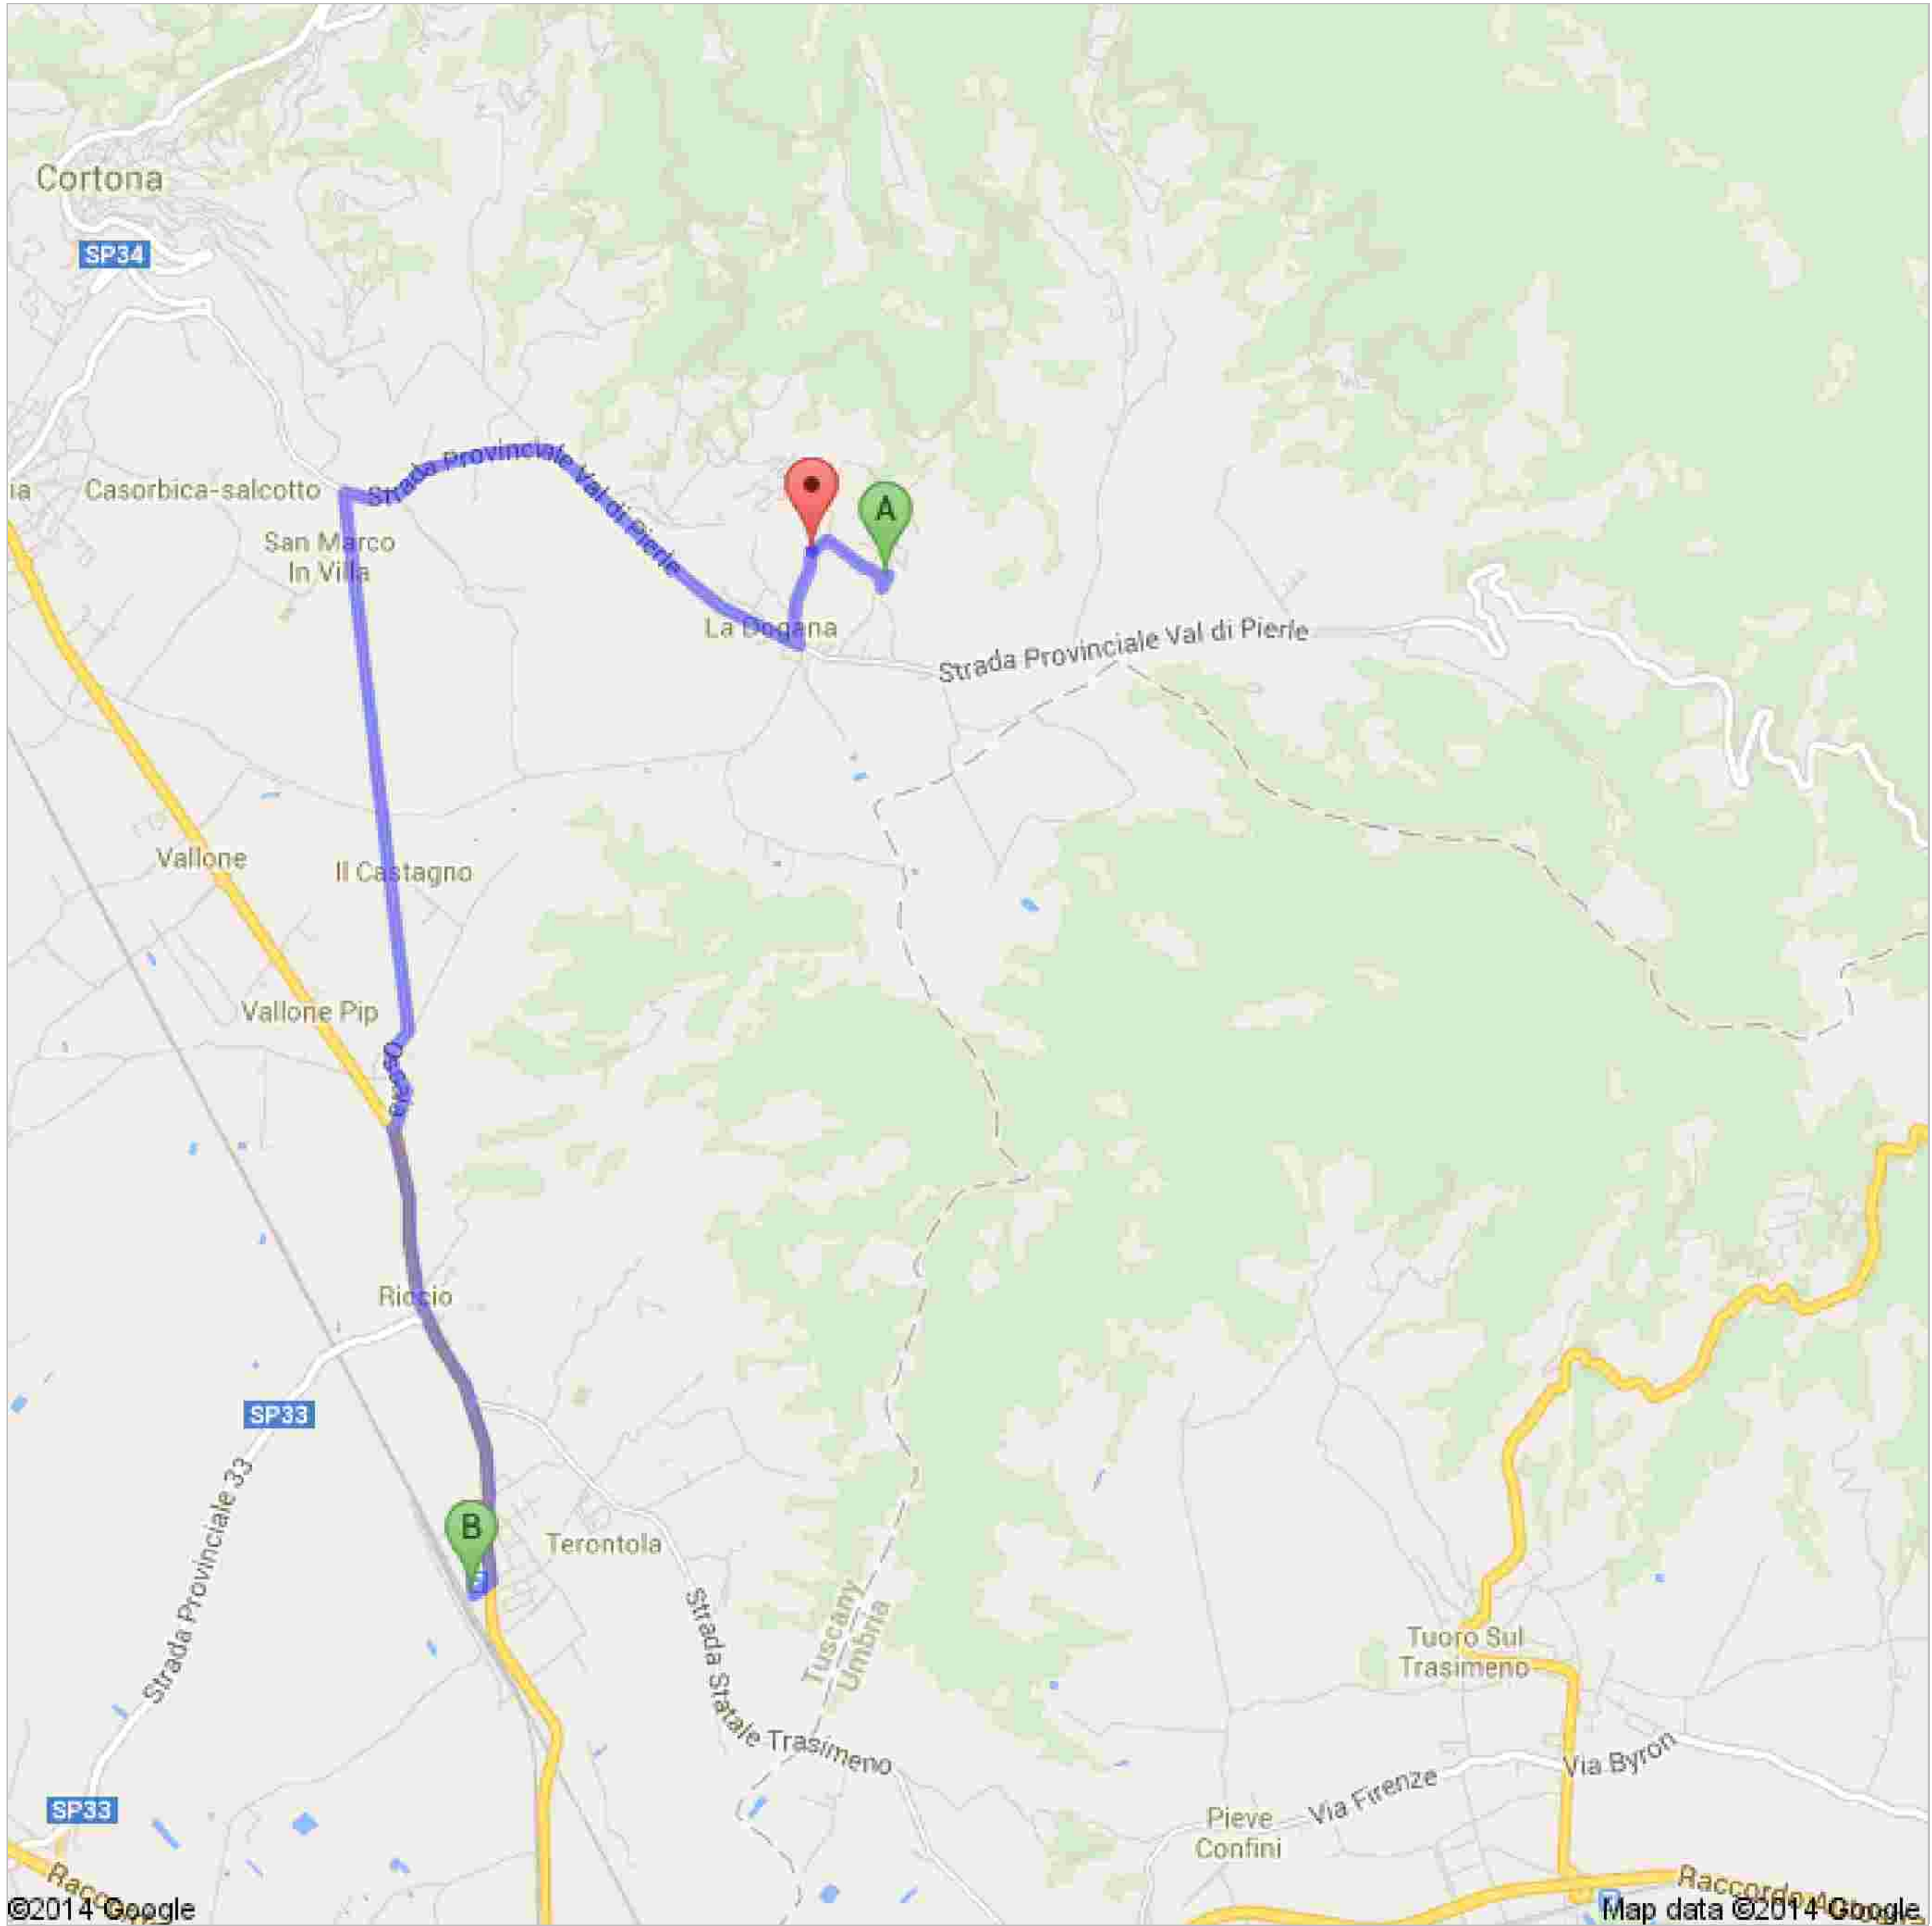 Cortona
SP34
Strada Provinciale Val di Pierle
ia
Casorbica-salcotto
A
San Marco
In Villa
La Dogana
Strada Provinciale Val di Pierle
Vallone
Il Castagno
Vallone Pip
Riccio
SP33
Strada Provinciale 33
B
Terontola
Strada Statale Trasimeno
Tuscany
Umbria
Tuoro Sul
Trasimeno
Via Byron
Via Firenze
Pieve
Confini
SP33
©2014 Google
Map data ©2014 Google